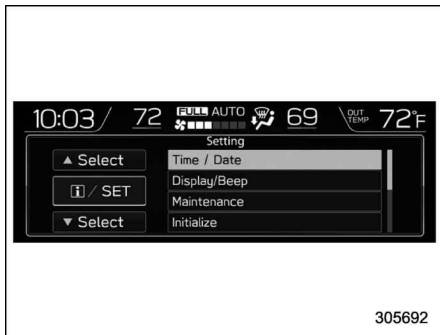 10:03 72 FULL AUTO 69 OUT TEMP 72°F
Setting
▲ Select
Time / Date
Display/Beep
i / SET
Maintenance
▼ Select
Initialize
305692